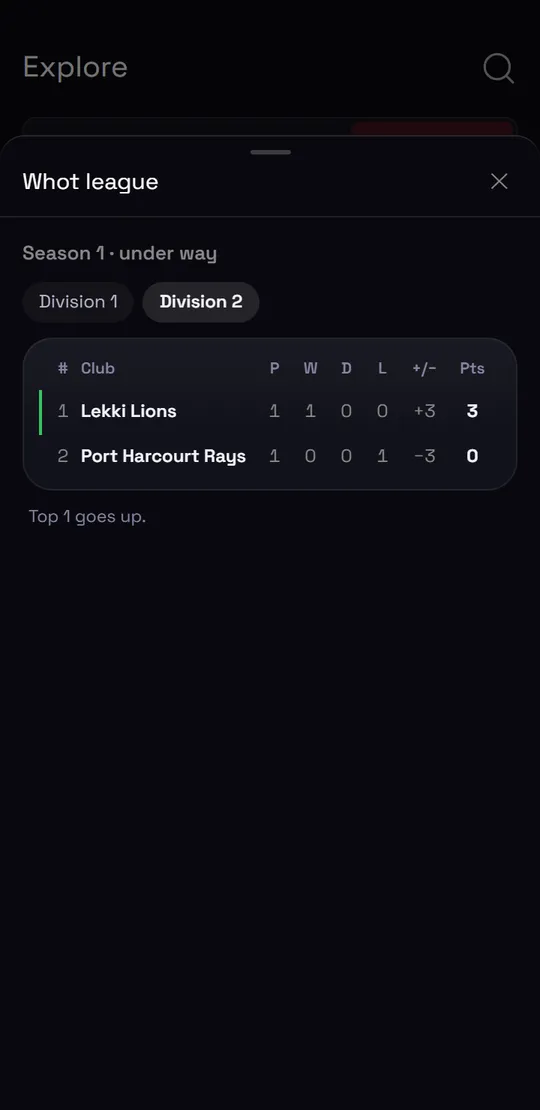 Explore
Whot league
Season 1 · under way
Division 1 Division 2
# Club P W D L +/− Pts
1 Lekki Lions 1 1 0 0 +3 3
2 Port Harcourt Rays 1 0 0 1 −3 0
Top 1 goes up.